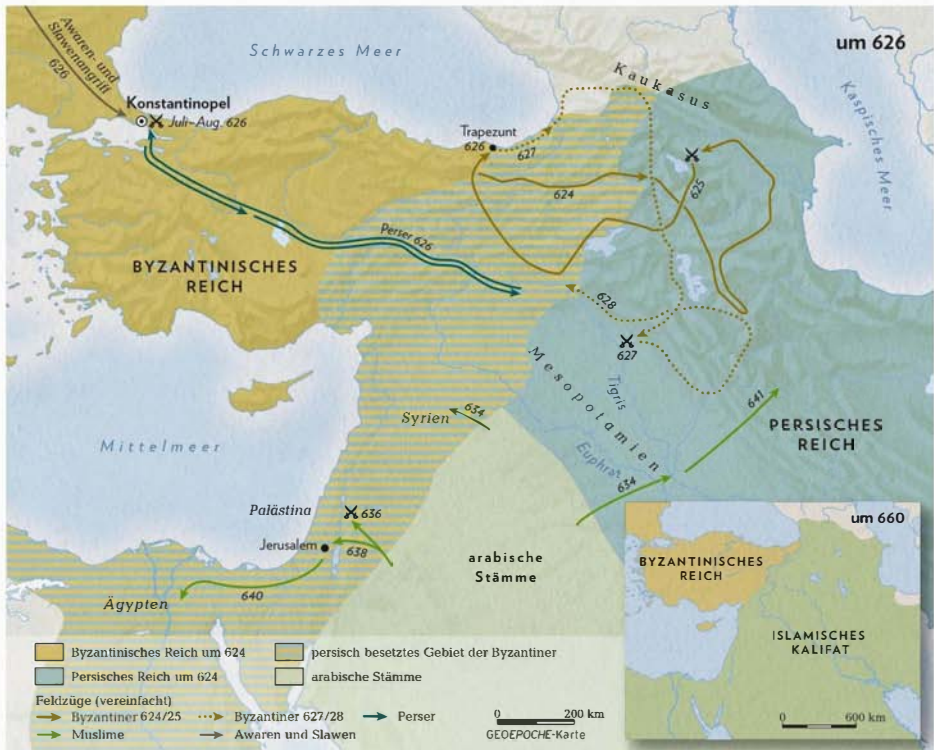 um 626
Awaren- und
Slawenangriff
626
Schwarzes Meer
Kaukasus
Kaspisches Meer
Konstantinopel
Juli–Aug. 626
Trapezunt
626
627
624
625
Perser 626
BYZANTINISCHES
REICH
628
627
Mesopotamien
Tigris
Euphrat
641
PERSISCHES
REICH
Syrien
634
634
Mittelmeer
Palästina
636
Jerusalem
638
arabische
Stämme
Ägypten
640
um 660
BYZANTINISCHES
REICH
ISLAMISCHES
KALIFAT
0 600 km
Byzantinisches Reich um 624
persisch besetztes Gebiet der Byzantiner
Persisches Reich um 624
arabische Stämme
Feldzüge (vereinfacht)
Byzantiner 624/25
Byzantiner 627/28
Perser
Muslime
Awaren und Slawen
0 200 km
GEOEPOCHE-Karte